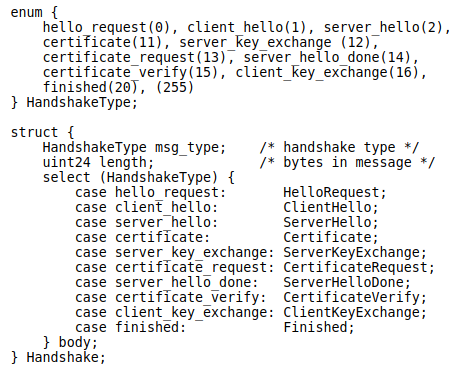 enum {
    hello_request(0), client_hello(1), server_hello(2),
    certificate(11), server_key_exchange (12),
    certificate_request(13), server_hello_done(14),
    certificate_verify(15), client_key_exchange(16),
    finished(20), (255)
} HandshakeType;

struct {
    HandshakeType msg_type;    /* handshake type */
    uint24 length;             /* bytes in message */
    select (HandshakeType) {
        case hello_request:       HelloRequest;
        case client_hello:        ClientHello;
        case server_hello:        ServerHello;
        case certificate:         Certificate;
        case server_key_exchange: ServerKeyExchange;
        case certificate_request: CertificateRequest;
        case server_hello_done:   ServerHelloDone;
        case certificate_verify:  CertificateVerify;
        case client_key_exchange: ClientKeyExchange;
        case finished:            Finished;
    } body;
} Handshake;